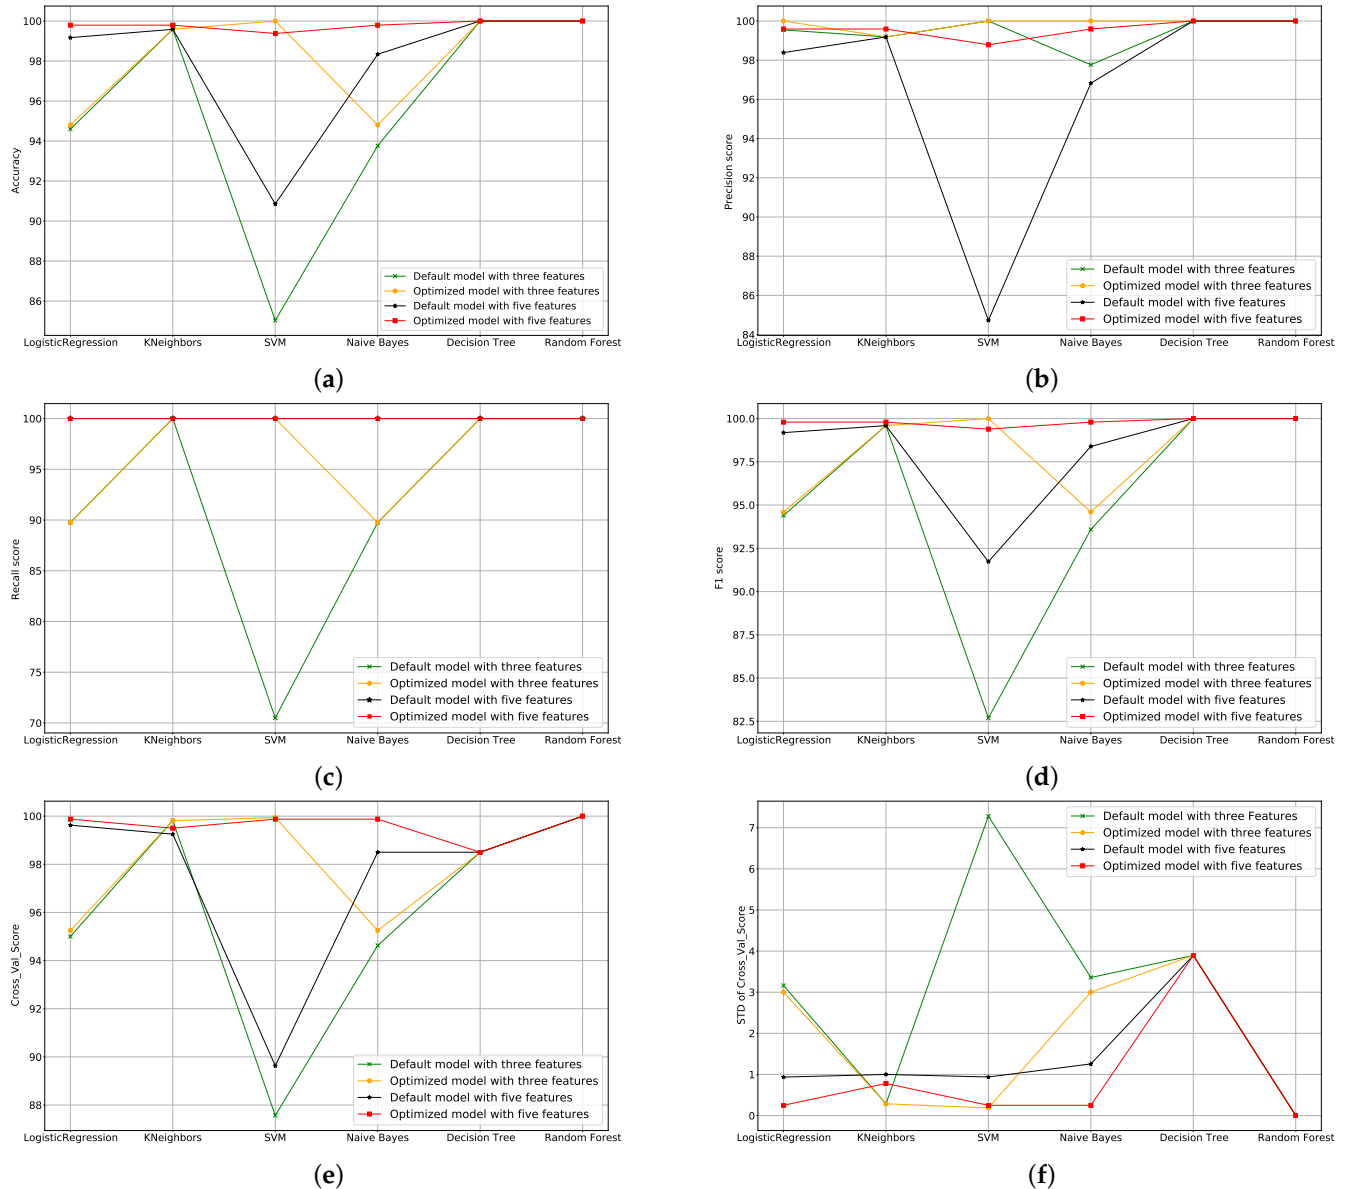 100
98
96
94
92
90
88
86
Accuracy
Default model with three features
Optimized model with three features
Default model with five features
Optimized model with five features
LogisticRegression KNeighbors SVM Naive Bayes Decision Tree Random Forest
(a)
100
98
96
94
92
90
88
86
84
Precision score
Default model with three features
Optimized model with three features
Default model with five features
Optimized model with five features
LogisticRegression KNeighbors SVM Naive Bayes Decision Tree Random Forest
(b)
100
95
90
85
80
75
70
Recall score
Default model with three features
Optimized model with three features
Default model with five features
Optimized model with five features
LogisticRegression KNeighbors SVM Naive Bayes Decision Tree Random Forest
(c)
100.0
97.5
95.0
92.5
90.0
87.5
85.0
82.5
F1 score
Default model with three features
Optimized model with three features
Default model with five features
Optimized model with five features
LogisticRegression KNeighbors SVM Naive Bayes Decision Tree Random Forest
(d)
100
98
96
94
92
90
88
Cross_Val_Score
Default model with three features
Optimized model with three features
Default model with five features
Optimized model with five features
LogisticRegression KNeighbors SVM Naive Bayes Decision Tree Random Forest
(e)
7
6
5
4
3
2
1
0
STD of Cross_Val_Score
Default model with three Features
Optimized model with three features
Default model with five features
Optimized model with five features
LogisticRegression KNeighbors SVM Naive Bayes Decision Tree Random Forest
(f)